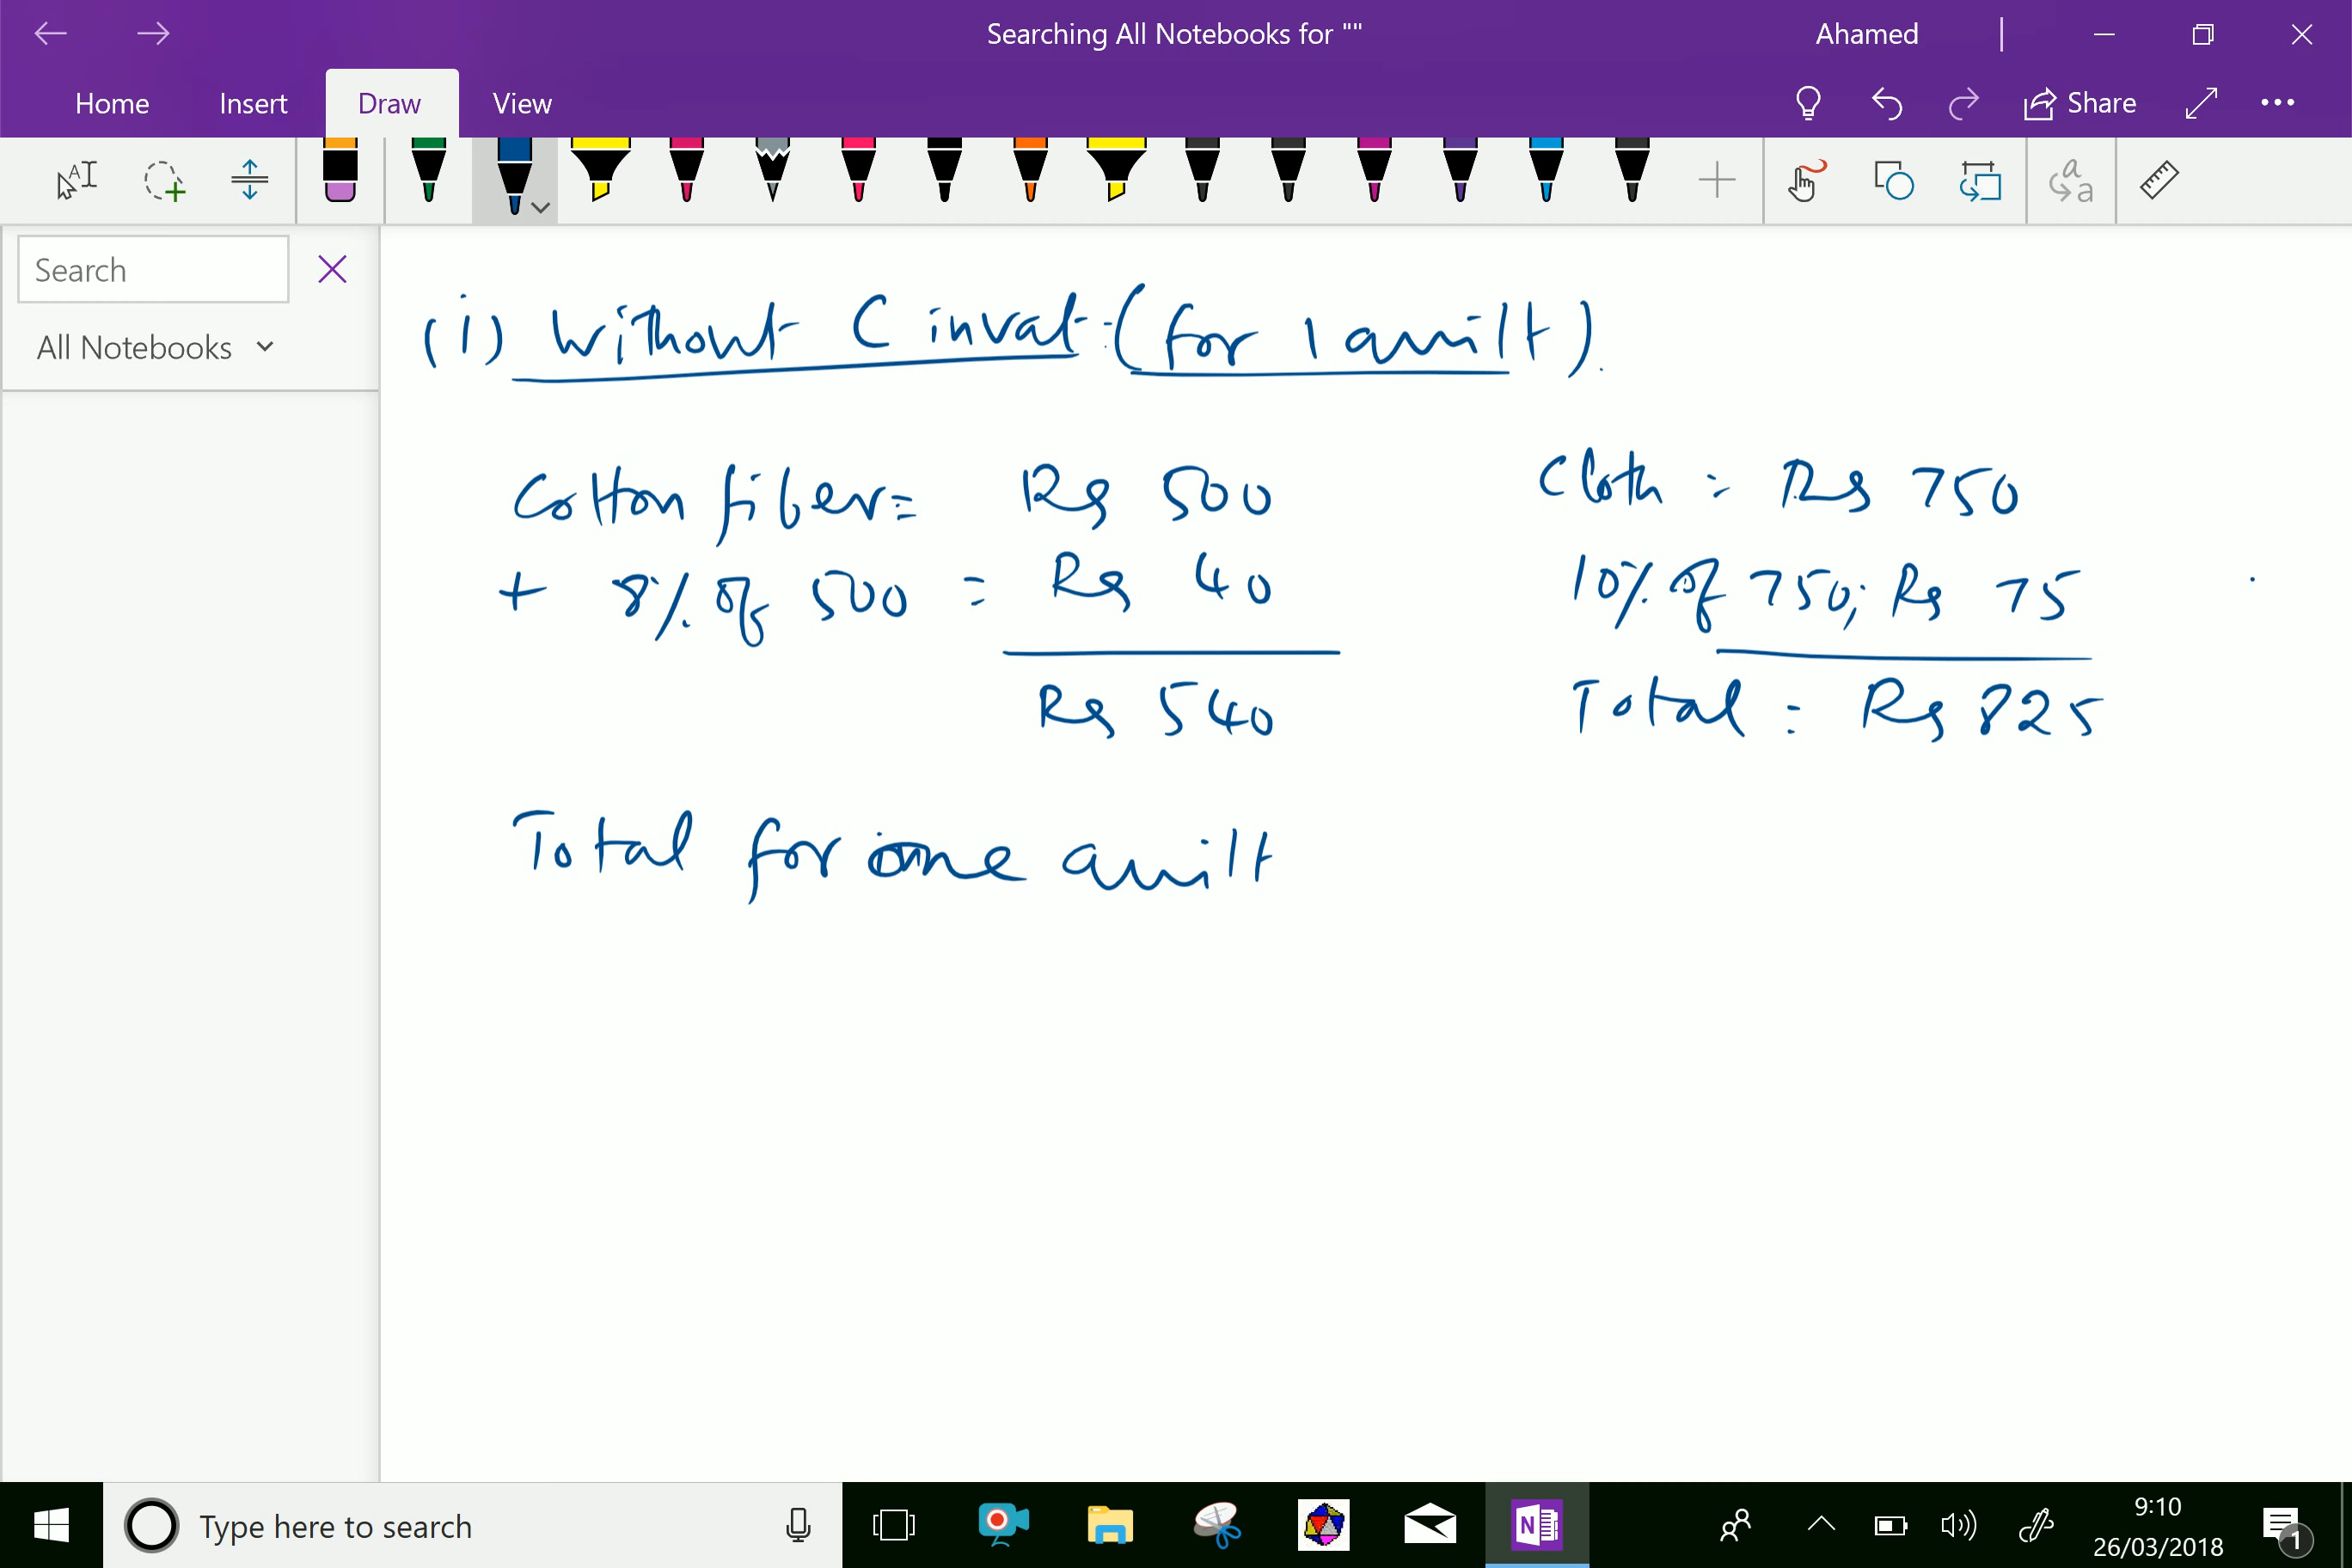 Searching All Notebooks for ""
Ahamed
Home Insert Draw View
Share
Search
All Notebooks
(i) Without C inval: (for 1 quilt).
Cotton fiber = Rs 500
+ 8% of 500 = Rs 40
Rs 540
Cloth = Rs 750
10% of 750; Rs 75
Total = Rs 825
Total for one quilt
Type here to search
9:10
26/03/2018
1